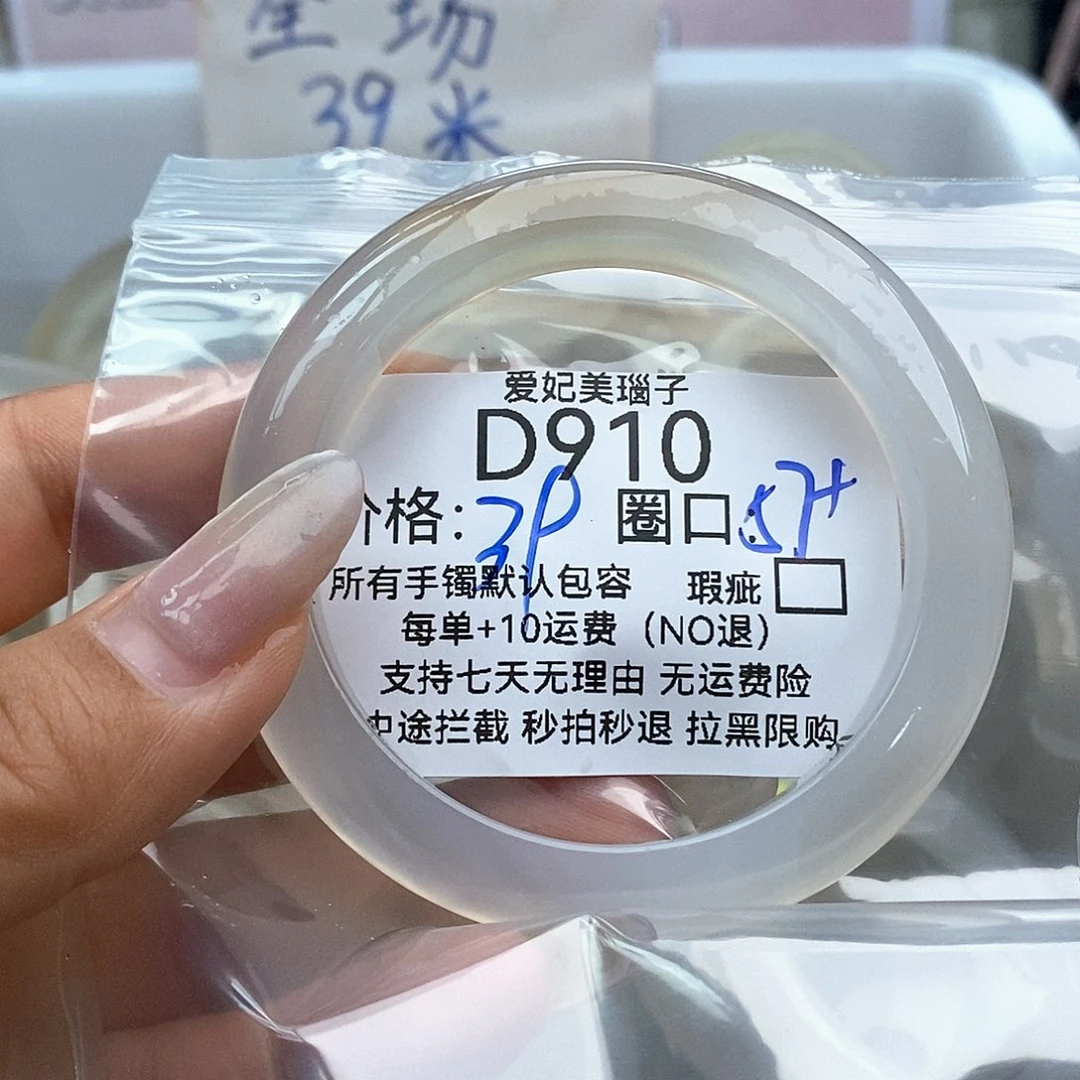 全场
39米
爱妃美瑙子
D910
价格: 39 圈口: 57+
所有手镯默认包容 瑕疵
每单+10运费（NO退）
支持七天无理由 无运费险
中途拦截 秒拍秒退 拉黑限购